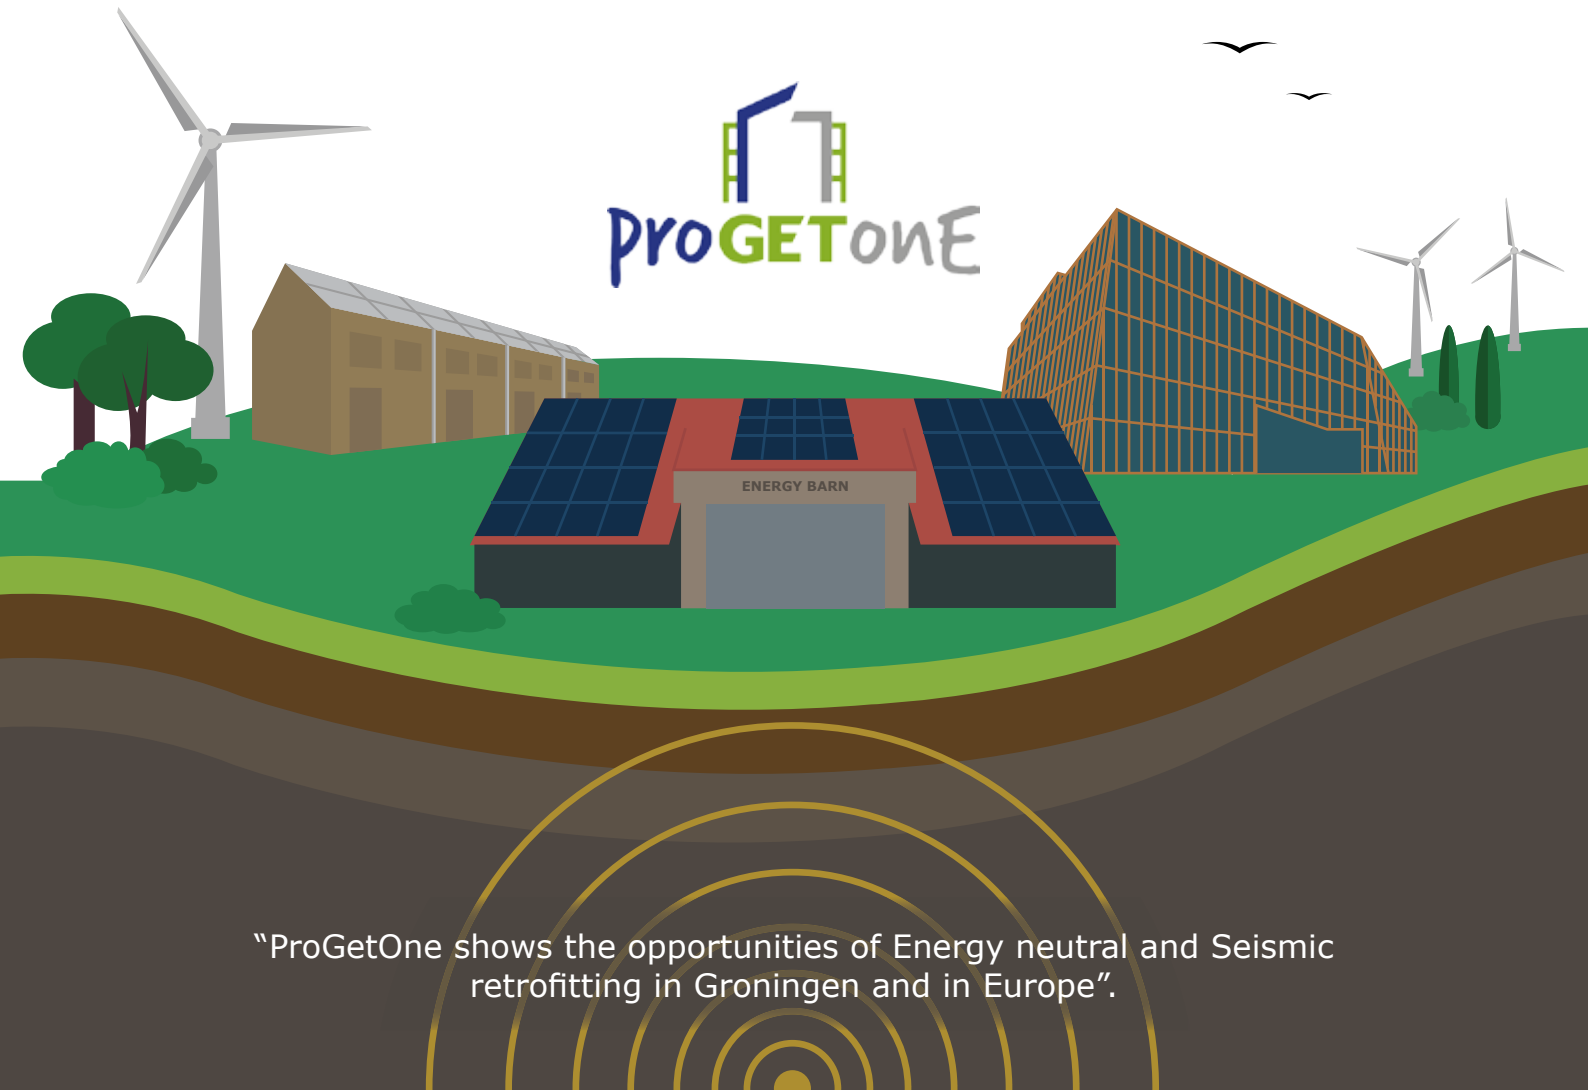 proGETonE
ENERGY BARN
“ProGetOne shows the opportunities of Energy neutral and Seismic
retrofitting in Groningen and in Europe”.